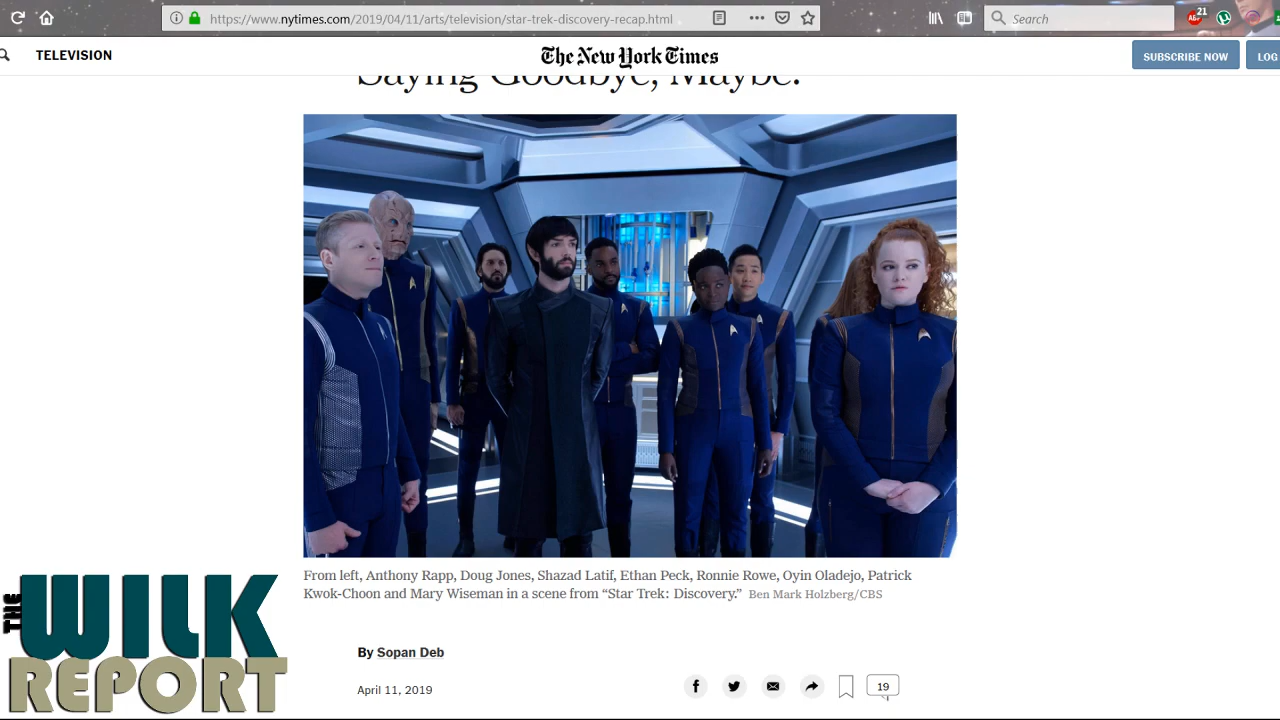 https://www.nytimes.com/2019/04/11/arts/television/star-trek-discovery-recap.html
Search
21
TELEVISION
The New York Times
SUBSCRIBE NOW
LOG
Saying Goodbye, Maybe.
From left, Anthony Rapp, Doug Jones, Shazad Latif, Ethan Peck, Ronnie Rowe, Oyin Oladejo, Patrick
Kwok-Choon and Mary Wiseman in a scene from “Star Trek: Discovery.” Ben Mark Holzberg/CBS
By Sopan Deb
April 11, 2019
19
THE
WILK
REPORT